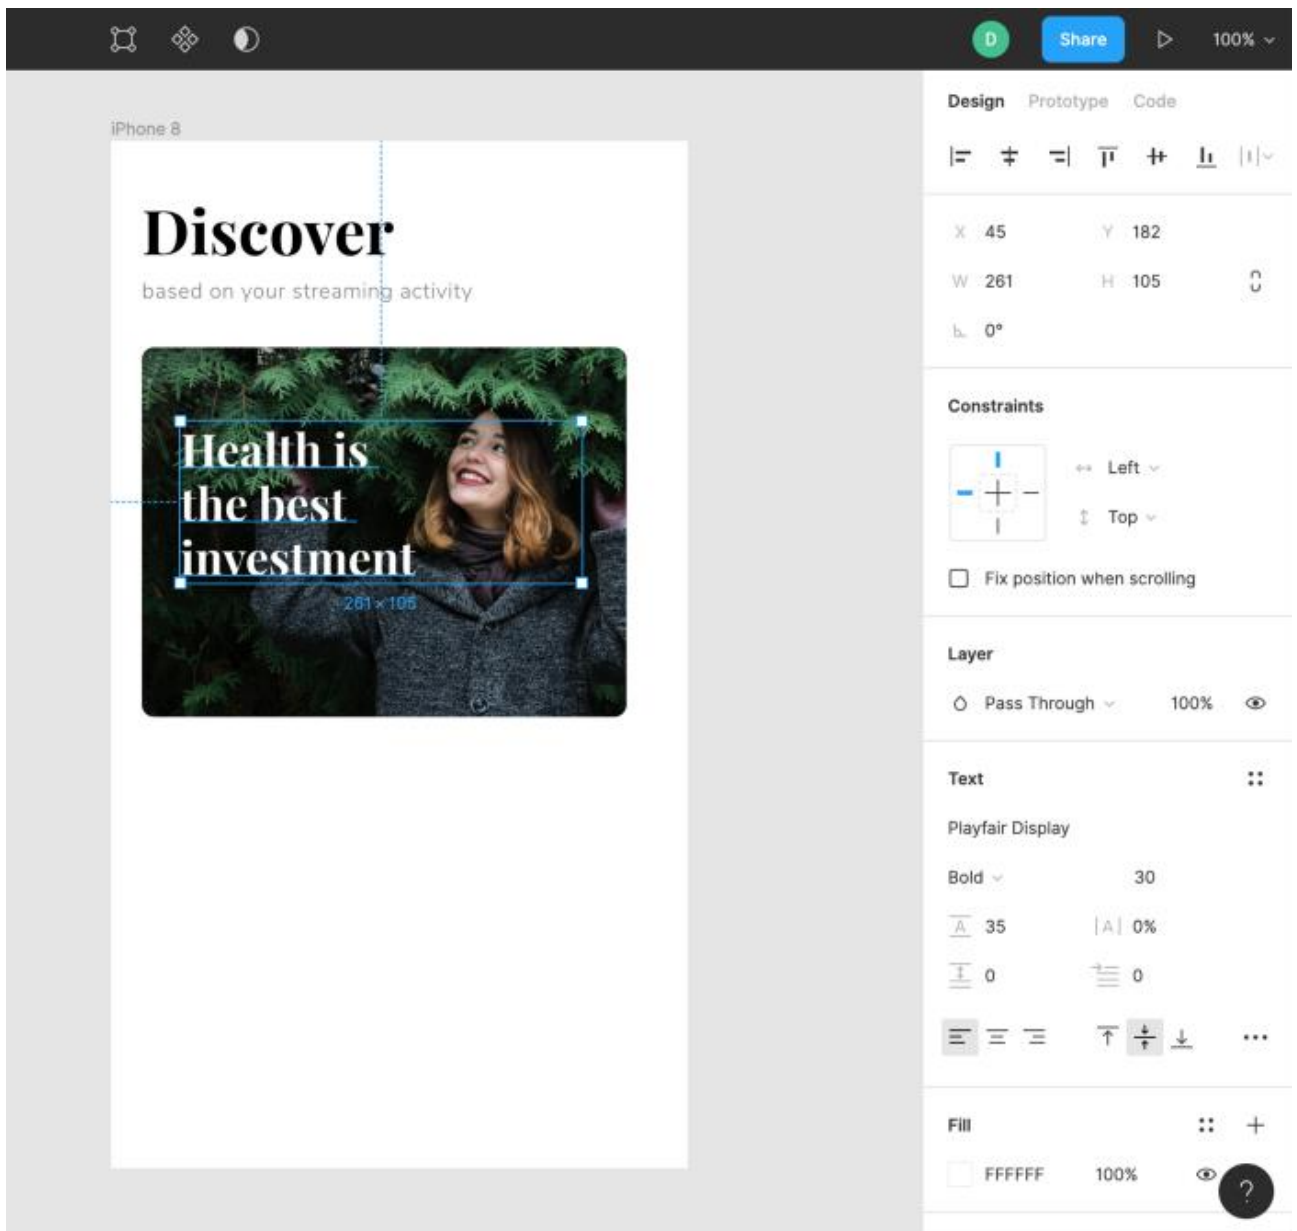 D Share 100%
iPhone 8
Discover
based on your streaming activity
Health is
the best
investment
261 × 105
Design Prototype Code
X 45 Y 182
W 261 H 105
0°
Constraints
Left
Top
Fix position when scrolling
Layer
Pass Through 100%
Text
Playfair Display
Bold 30
A 35 |A| 0%
0 0
Fill
FFFFFF 100%
?